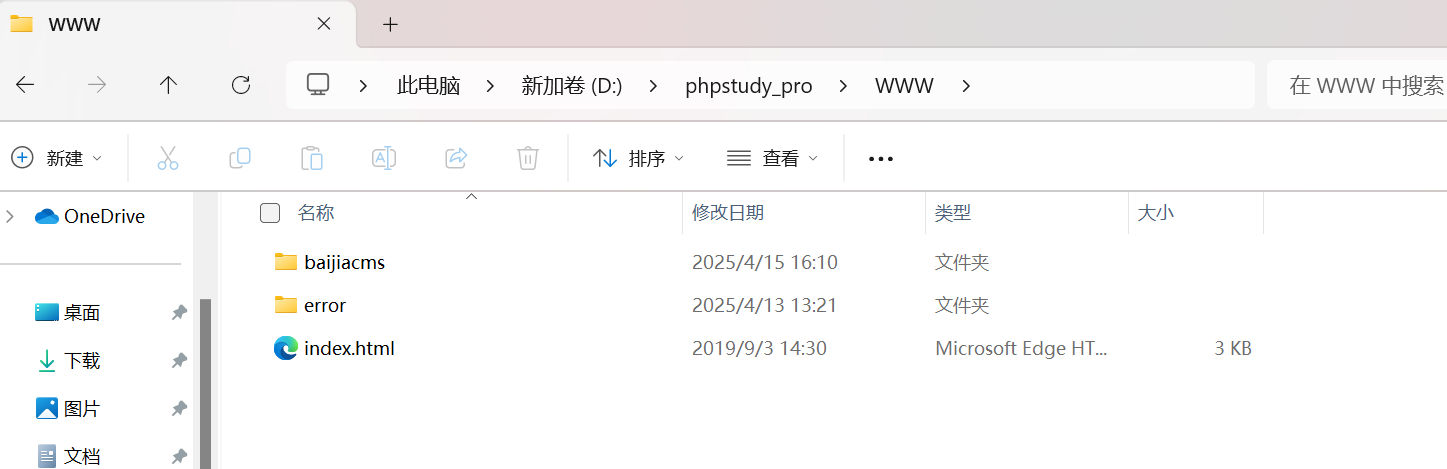 WWW
此电脑 新加卷 (D:) phpstudy_pro WWW 在 WWW 中搜索
新建 排序 查看
OneDrive
桌面
下载
图片
文档
名称 修改日期 类型 大小
baijiacms 2025/4/15 16:10 文件夹
error 2025/4/13 13:21 文件夹
index.html 2019/9/3 14:30 Microsoft Edge HT... 3 KB